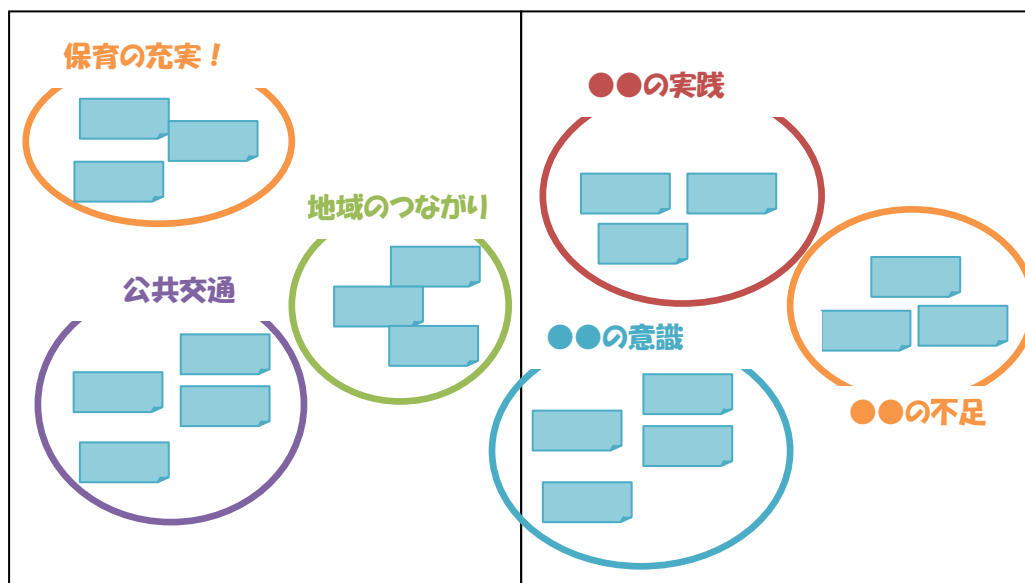 保育の充実！
地域のつながり
公共交通
●●の実践
●●の意識
●●の不足